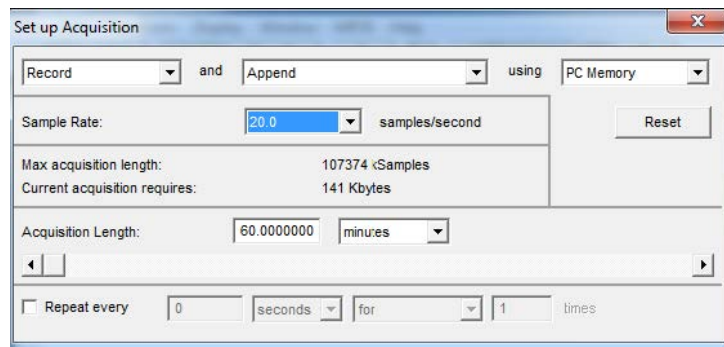 Set up Acquisition
Record and Append using PC Memory
Sample Rate: 20.0 samples/second Reset
Max acquisition length: 107374 kSamples
Current acquisition requires: 141 Kbytes
Acquisition Length: 60.0000000 minutes
Repeat every 0 seconds for 1 times